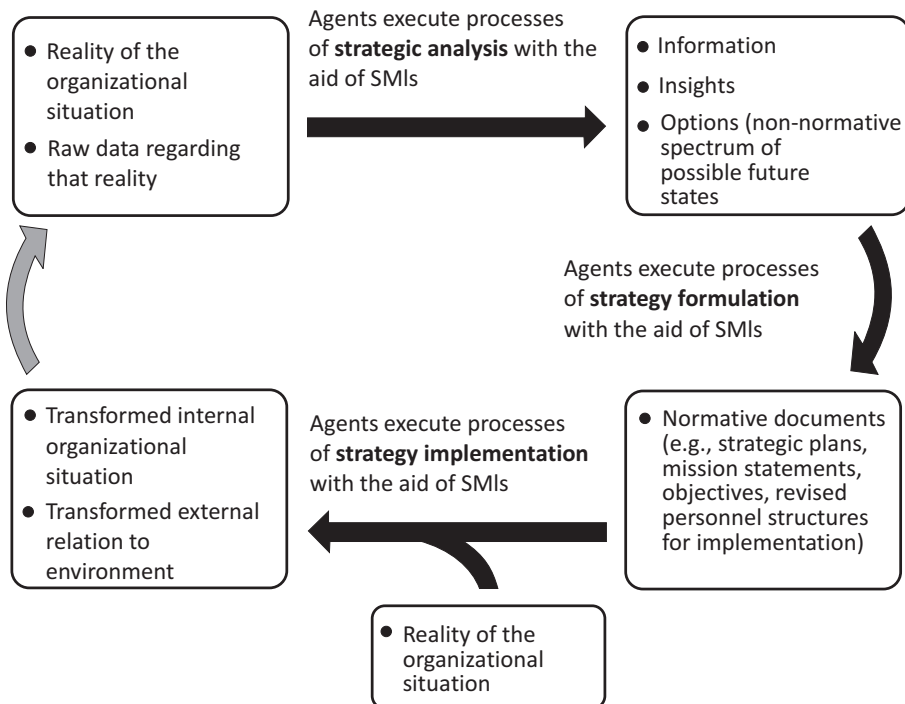 ● Reality of the
organizational
situation
● Raw data regarding
that reality
Agents execute processes
of strategic analysis with the
aid of SMIs
● Information
● Insights
● Options (non-normative
spectrum of
possible future
states
Agents execute processes
of strategy formulation
with the aid of SMIs
● Normative documents
(e.g., strategic plans,
mission statements,
objectives, revised
personnel structures
for implementation)
Agents execute processes
of strategy implementation
with the aid of SMIs
● Transformed internal
organizational
situation
● Transformed external
relation to
environment
● Reality of the
organizational
situation